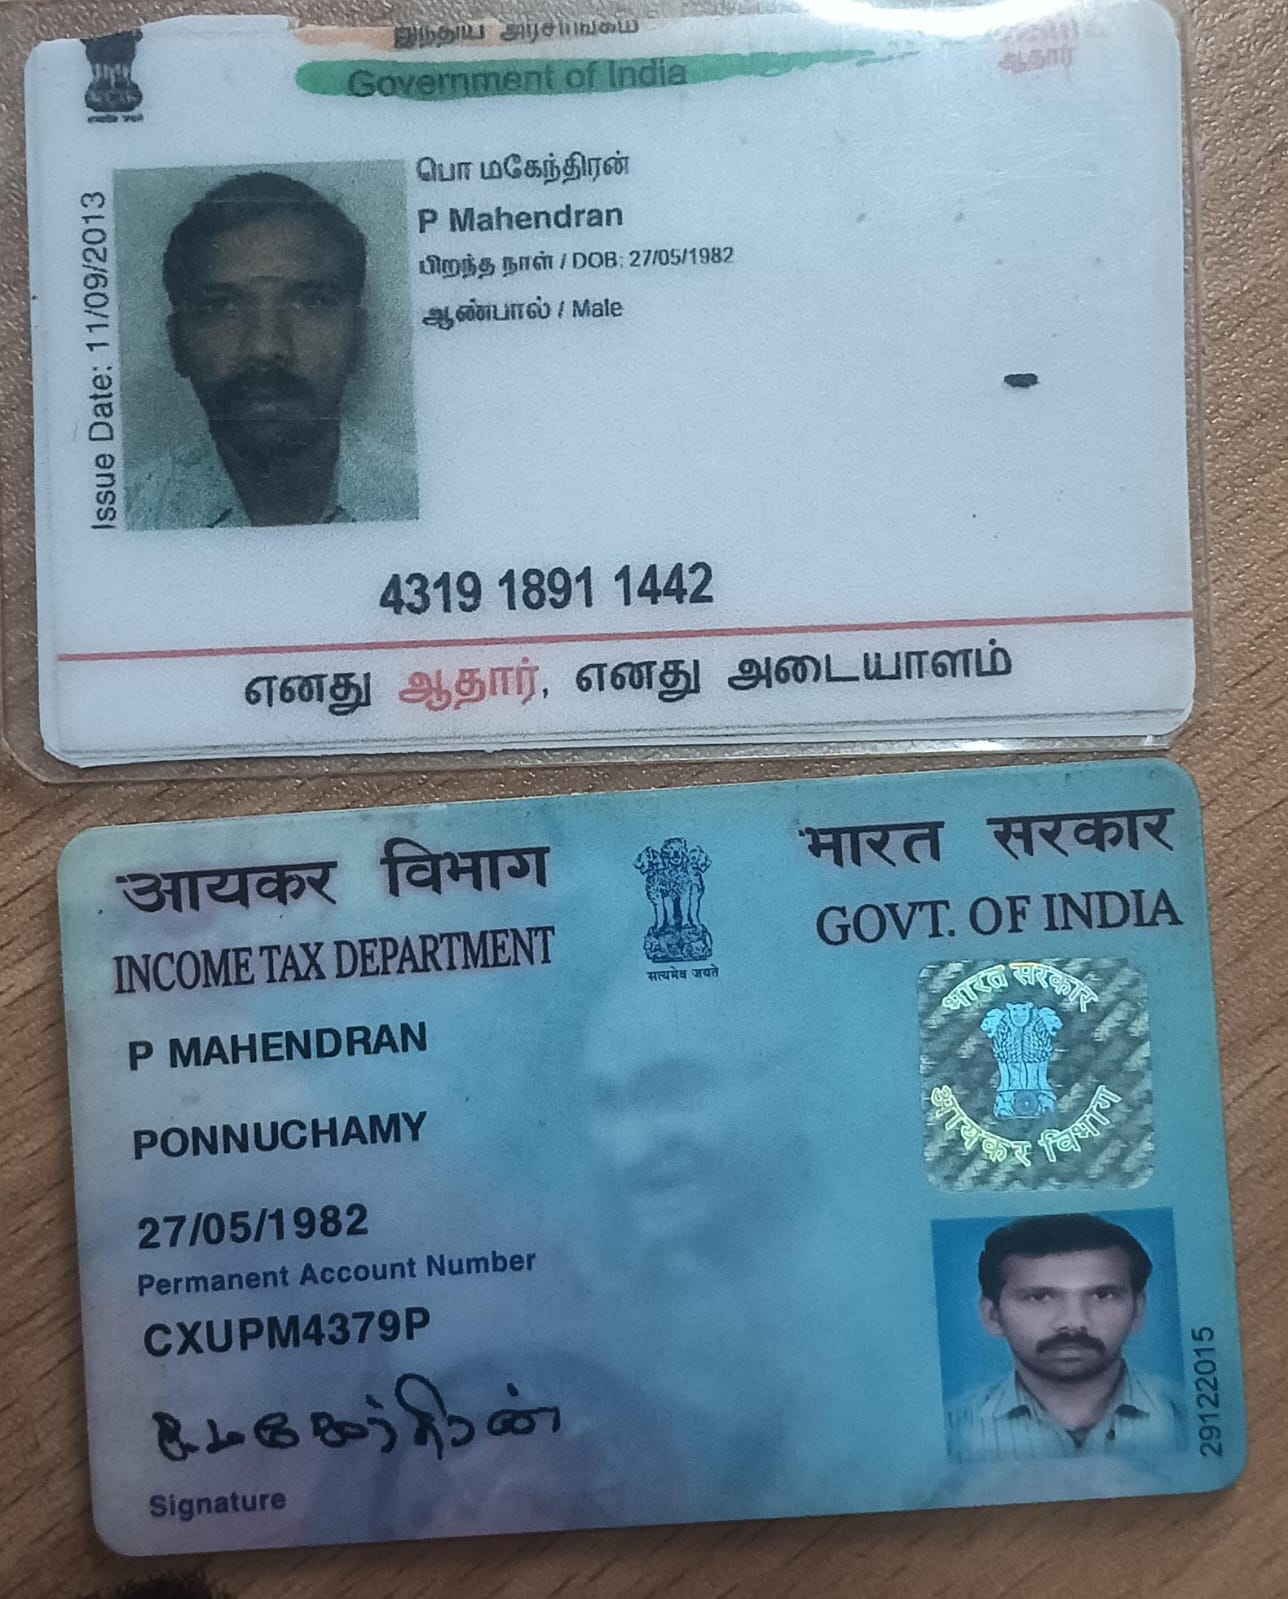 இந்திய அரசாங்கம்
Government of India
ஆதார்
Issue Date: 11/09/2013
பொ மகேந்திரன்
P Mahendran
பிறந்த நாள் / DOB: 27/05/1982
ஆண்பால் / Male
4319 1891 1442
எனது ஆதார், எனது அடையாளம்
आयकर विभाग
INCOME TAX DEPARTMENT
सत्यमेव जयते
भारत सरकार
GOVT. OF INDIA
भारत सरकार
आयकर विभाग
P MAHENDRAN
PONNUCHAMY
27/05/1982
Permanent Account Number
CXUPM4379P
Signature
29122015